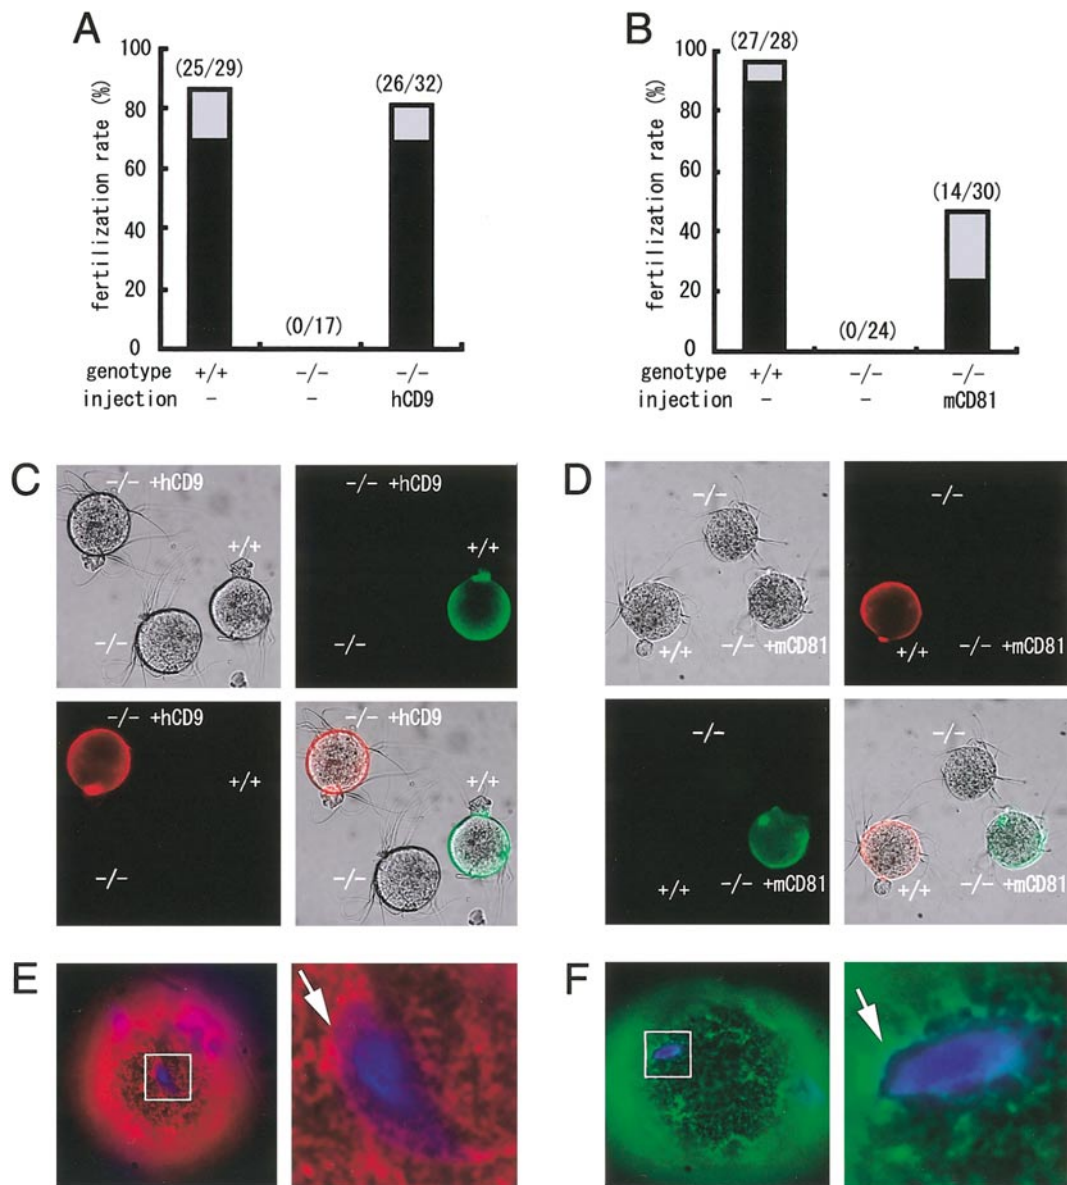 A
fertilization rate (%)
100
80
60
40
20
0
(25/29)
(0/17)
(26/32)
genotype +/+ -/- -/-
injection - - hCD9
B
fertilization rate (%)
100
80
60
40
20
0
(27/28)
(0/24)
(14/30)
genotype +/+ -/- -/-
injection - - mCD81
C
-/- +hCD9
+/+
-/-
-/- +hCD9
+/+
-/-
-/- +hCD9
+/+
-/-
-/- +hCD9
+/+
-/-
D
-/-
+/+
-/- +mCD81
-/-
+/+ -/- +mCD81
-/-
+/+ -/- +mCD81
-/-
+/+ -/- +mCD81
E
F